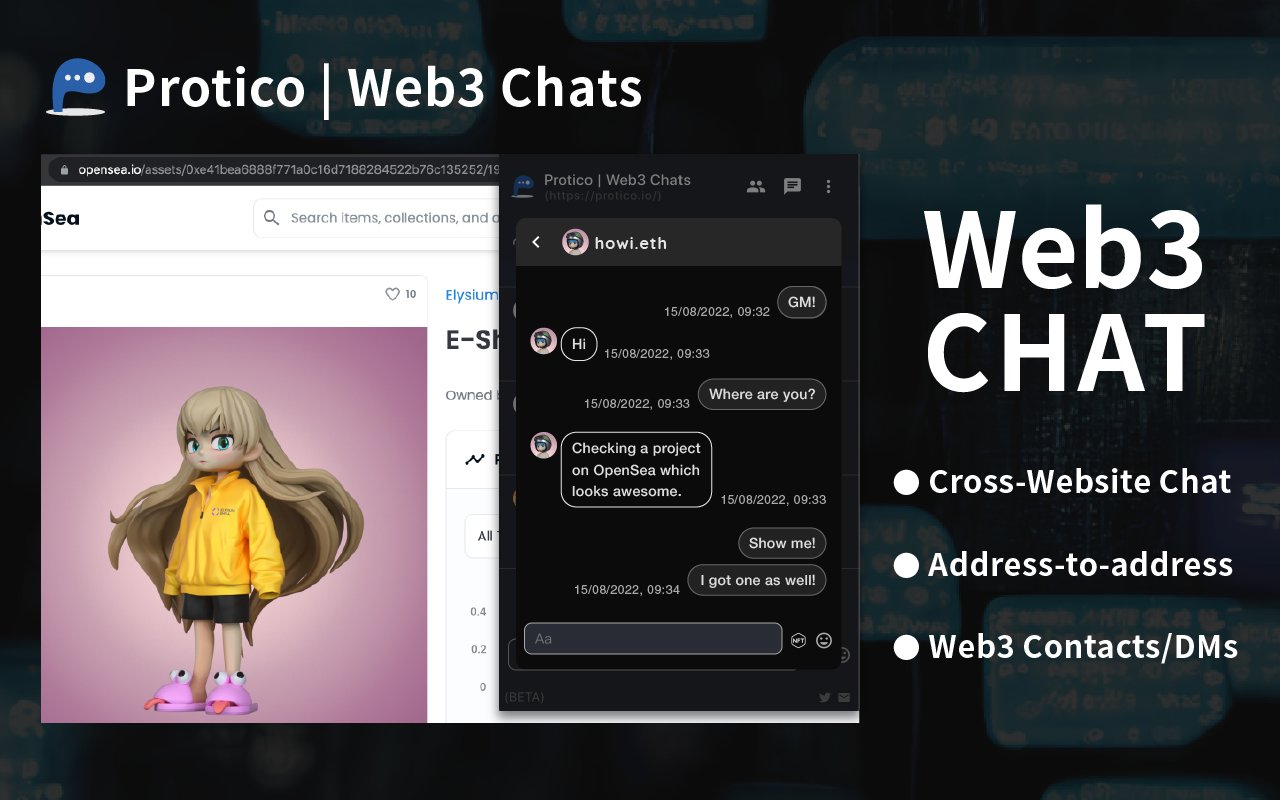 Protico | Web3 Chats
opensea.io/assets/0xe41bea6888f771a0c16d7188284522b76c135252/19
Sea
Search items, collections, and a
10
Elysium
E-Sh
Owned
All
0.4
0.2
0
Protico | Web3 Chats
(https://protico.io/)
howi.eth
GM!
15/08/2022, 09:32
Hi
15/08/2022, 09:33
Where are you?
15/08/2022, 09:33
Checking a project
on OpenSea which
looks awesome.
15/08/2022, 09:33
Show me!
I got one as well!
15/08/2022, 09:34
Aa
NFT
(BETA)
Web3
CHAT
● Cross-Website Chat
● Address-to-address
● Web3 Contacts/DMs